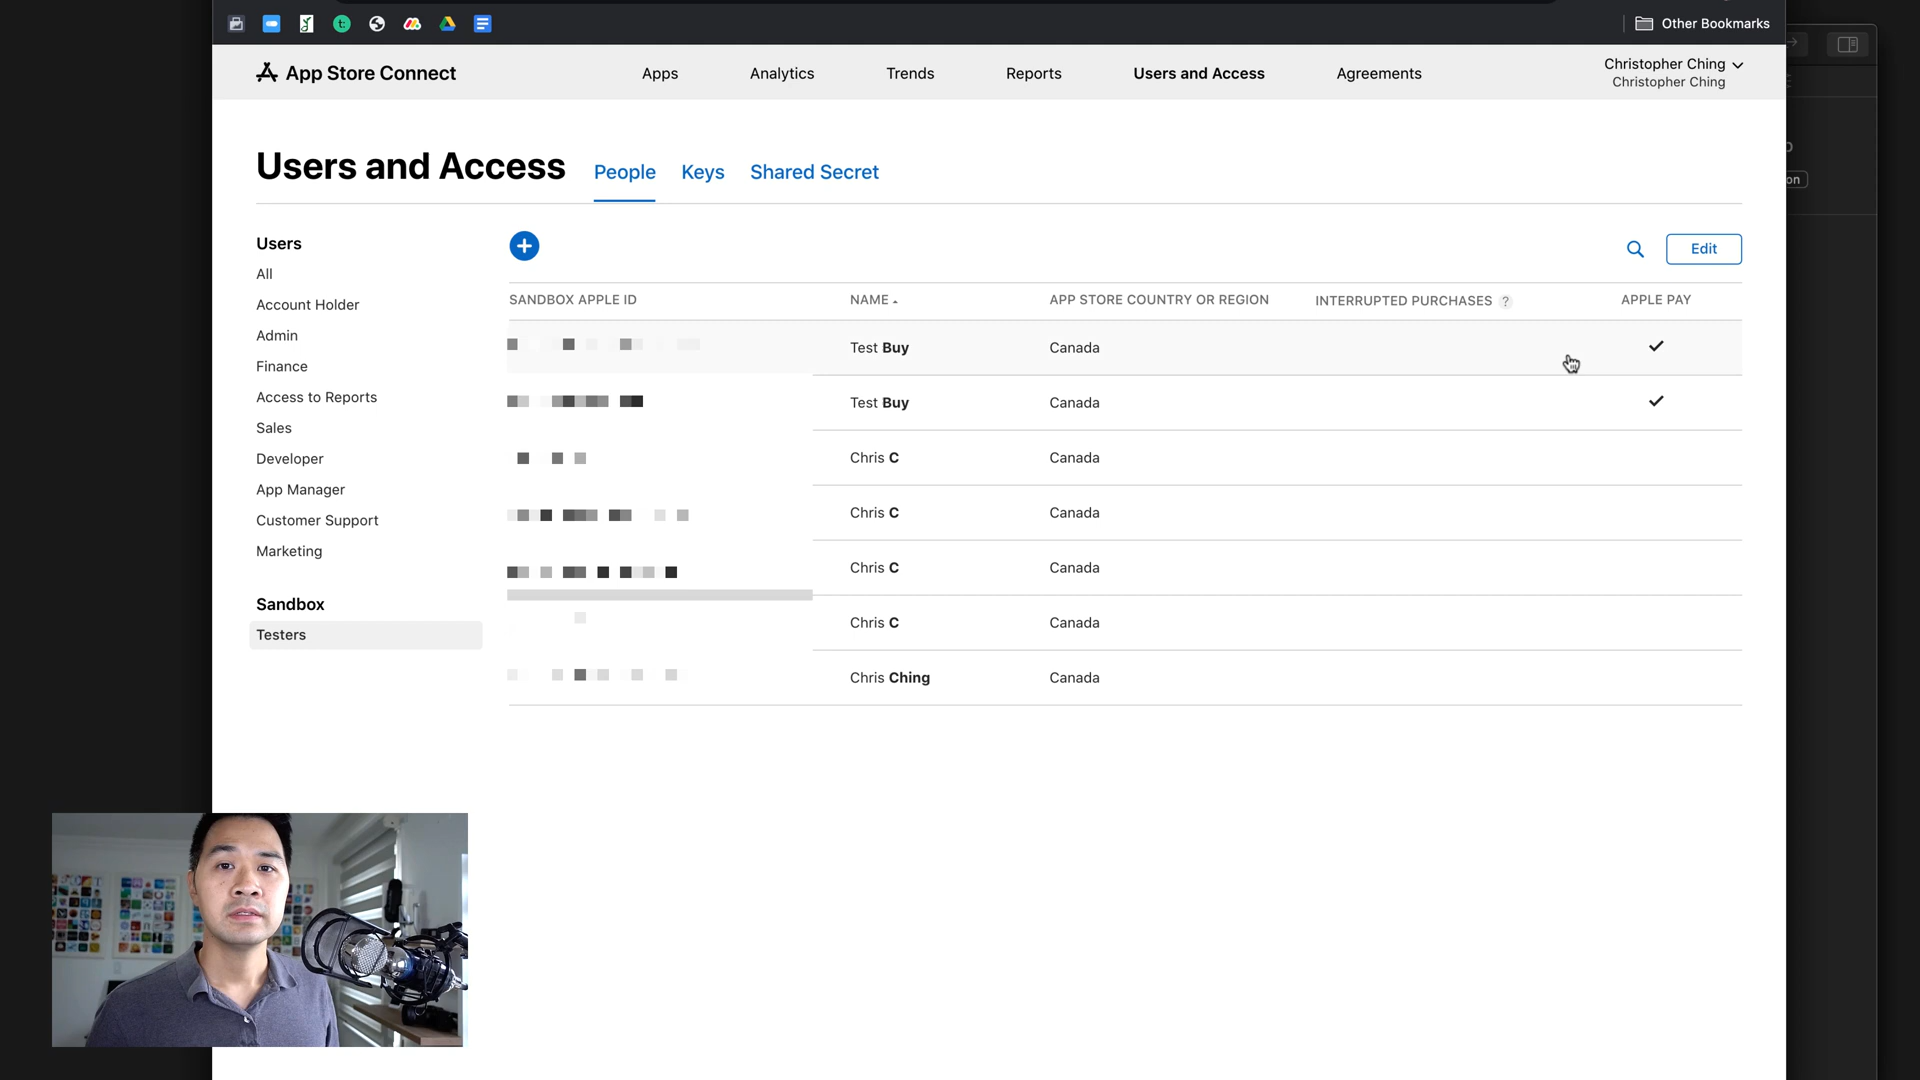 Other Bookmarks
App Store Connect
Apps
Analytics
Trends
Reports
Users and Access
Agreements
Christopher Ching
Christopher Ching
Users and Access
People
Keys
Shared Secret
Users
All
Account Holder
Admin
Finance
Access to Reports
Sales
Developer
App Manager
Customer Support
Marketing
Sandbox
Testers
Edit
SANDBOX APPLE ID
NAME
APP STORE COUNTRY OR REGION
INTERRUPTED PURCHASES ?
APPLE PAY
Test Buy
Canada
Test Buy
Canada
Chris C
Canada
Chris C
Canada
Chris C
Canada
Chris C
Canada
Chris Ching
Canada